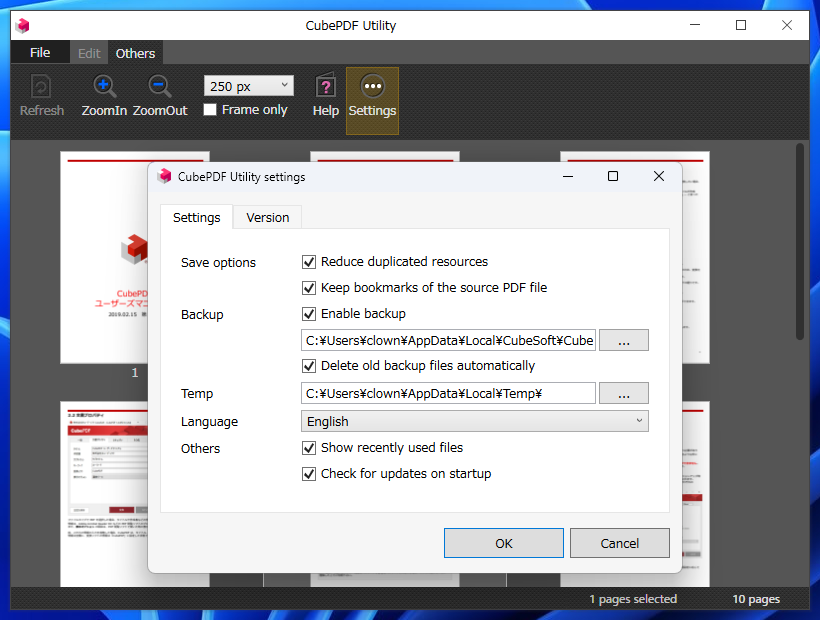 CubePDF Utility
File Edit Others
Refresh ZoomIn ZoomOut 250 px Frame only Help Settings
CubePDF Utility settings
Settings Version
Save options Reduce duplicated resources
Keep bookmarks of the source PDF file
Backup Enable backup
C:¥Users¥clown¥AppData¥Local¥CubeSoft¥Cube ...
Delete old backup files automatically
Temp C:¥Users¥clown¥AppData¥Local¥Temp¥ ...
Language English
Others Show recently used files
Check for updates on startup
OK Cancel
CubePD
ユーザーズマニ
2019.02.15
1
1 pages selected 10 pages